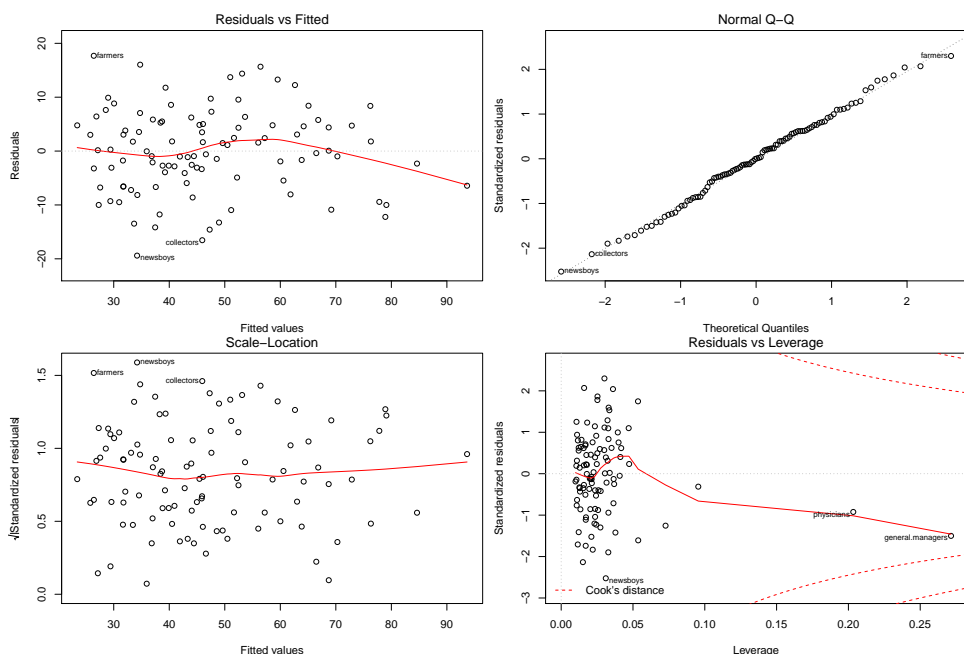 Residuals vs Fitted
Residuals
20
10
0
−10
−20
farmers
collectors
newsboys
30 40 50 60 70 80 90
Fitted values
Normal Q−Q
Standardized residuals
2
1
0
−1
−2
farmers
collectors
newsboys
−2 −1 0 1 2
Theoretical Quantiles
Scale−Location
√|Standardized residuals|
1.5
1.0
0.5
0.0
newsboys
farmers
collectors
30 40 50 60 70 80 90
Fitted values
Residuals vs Leverage
Standardized residuals
2
1
0
−1
−2
−3
physicians
general.managers
newsboys
Cook's distance
0.00 0.05 0.10 0.15 0.20 0.25
Leverage